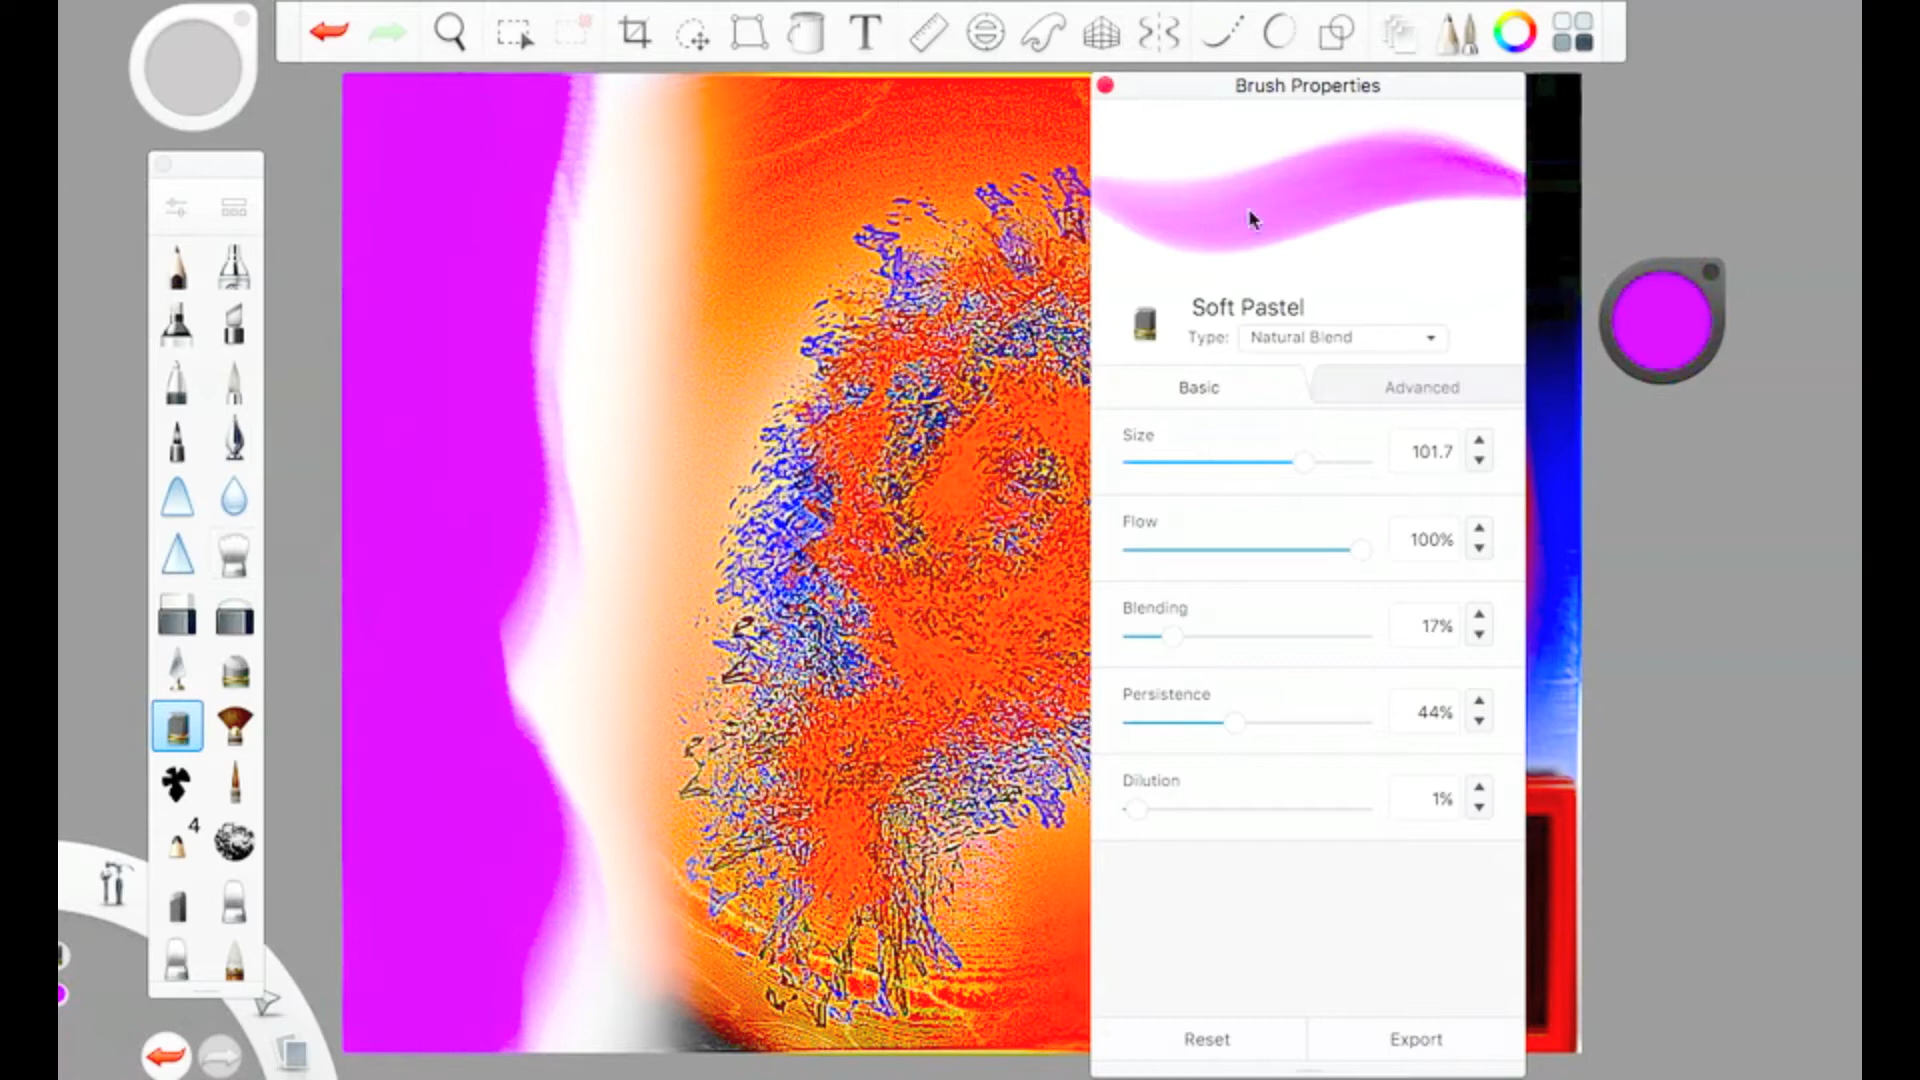 T
Brush Properties
Soft Pastel
Type: Natural Blend
Basic Advanced
Size
101.7
Flow
100%
Blending
17%
Persistence
44%
Dilution
1%
4
Reset Export